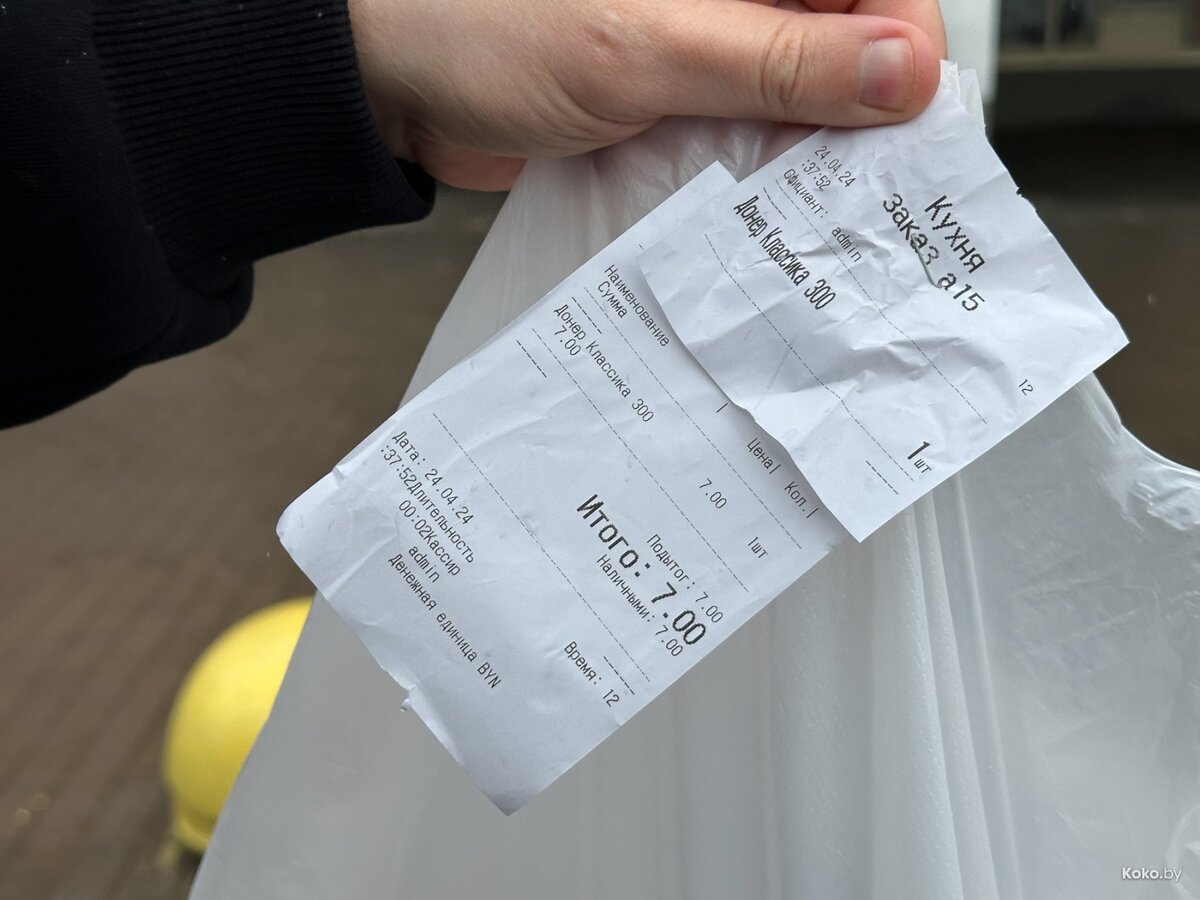 Кухня
Заказ a15
24.04.24 12
:37:52
Официант: admin
Донер Классика 300
1шт
Наименование | Цена| Кол.|
Сумма
Донер Классика 300 7.00 1шт
7.00
Подытог: 7.00
Итого: 7.00
Наличными: 7.00
Дата: 24.04.24 Время: 12
:37:52Длительность
00:02Кассир
admin
Денежная единица BYN
Koko.by